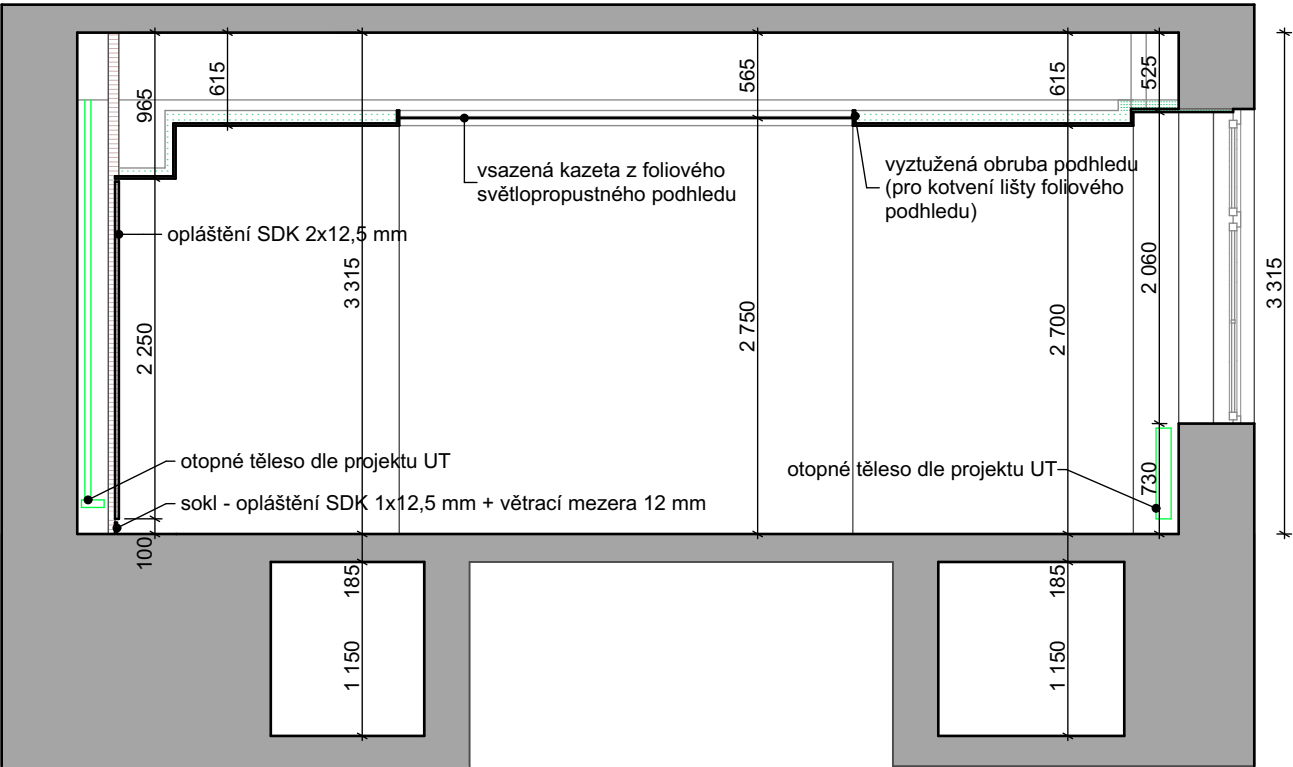 965
615
565
615
525
vsazená kazeta z foliového
světlopropustného podhledu
vyztužená obruba podhledu
(pro kotvení lišty foliového
podhledu)
opláštění SDK 2x12,5 mm
3 315
2 250
2 750
2 700
2 060
3 315
otopné těleso dle projektu UT
otopné těleso dle projektu UT
730
sokl - opláštění SDK 1x12,5 mm + větrací mezera 12 mm
100
185
185
1 150
1 150